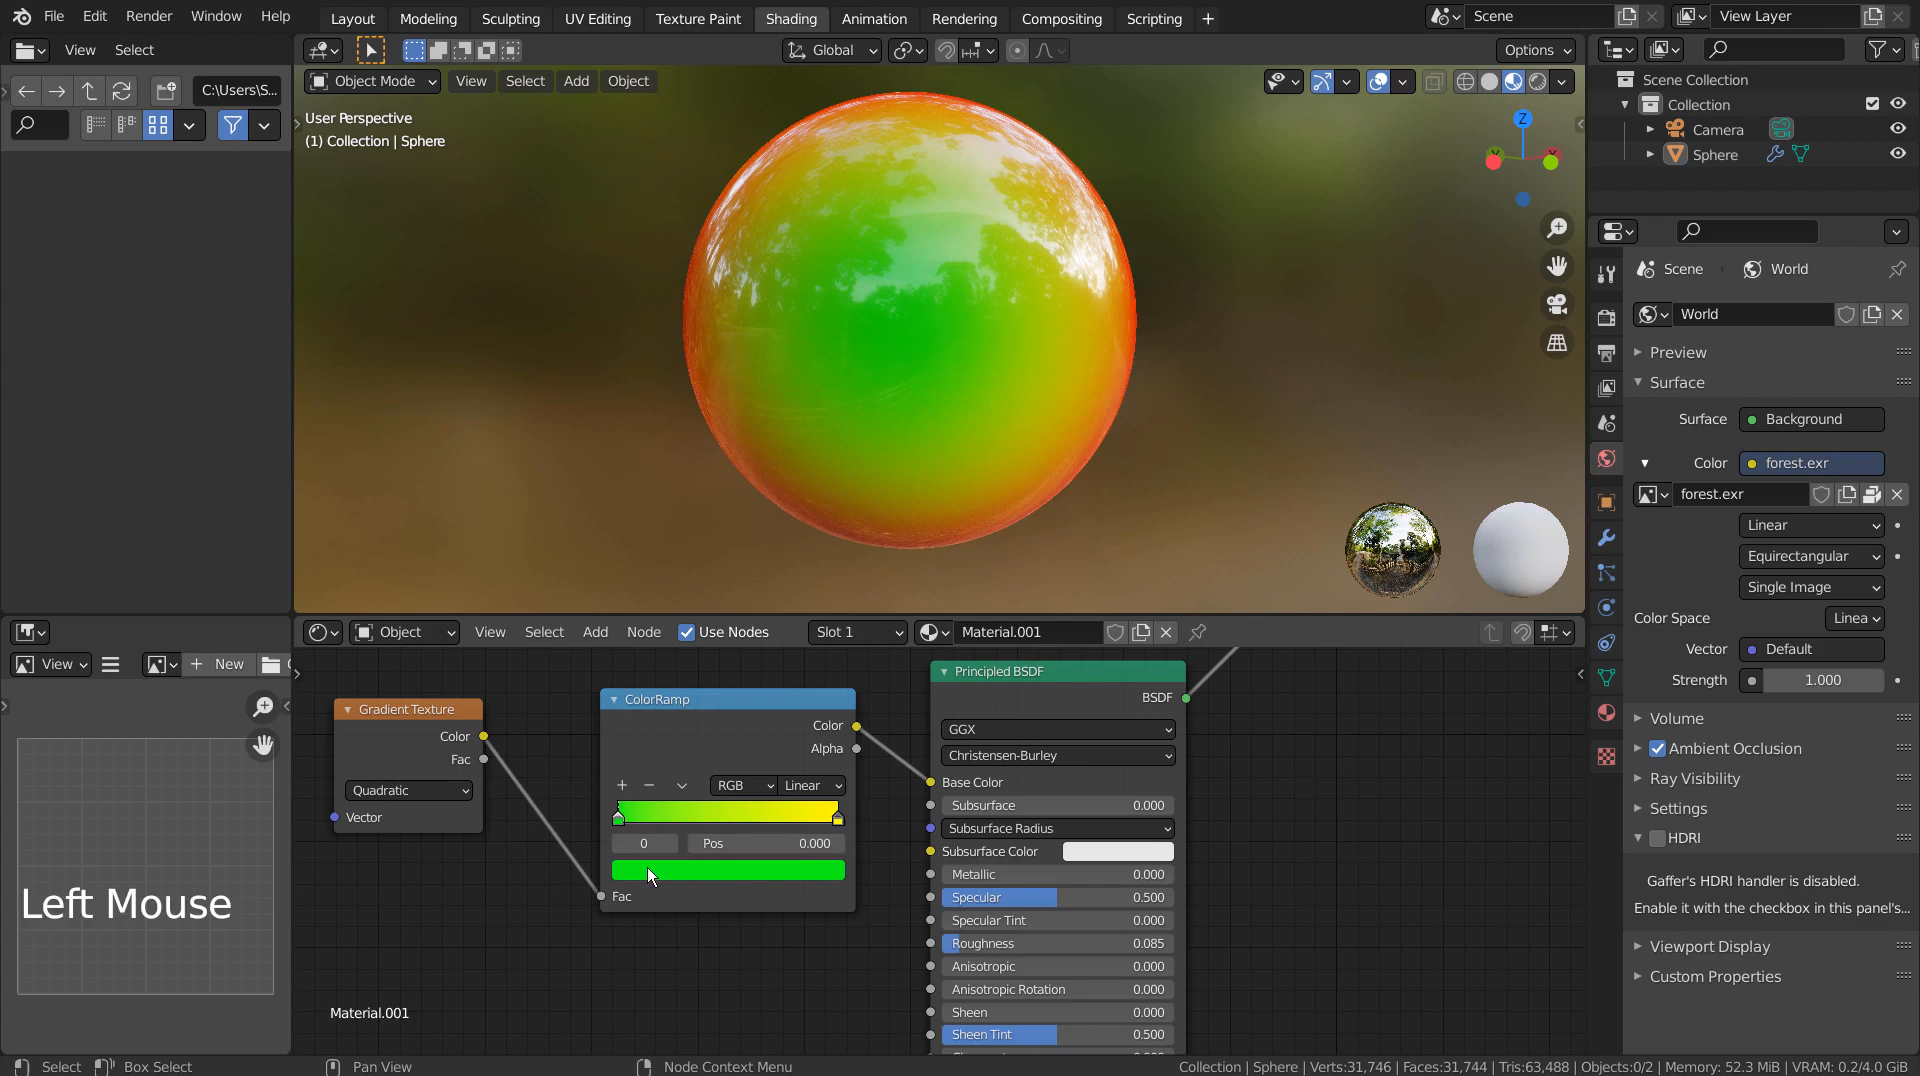 File Edit Render Window Help
Layout Modeling Sculpting UV Editing Texture Paint Shading Animation Rendering Compositing Scripting +
Scene
View Layer
View Select
Global
Options
C:\Users\S...
Object Mode View Select Add Object
User Perspective
(1) Collection | Sphere
Z
Y
Scene Collection
Collection
Camera
Sphere
Scene World
World
Preview
Surface
Surface Background
Color forest.exr
forest.exr
Linear
Equirectangular
Single Image
Color Space Linea
Vector Default
Strength 1.000
Volume
Ambient Occlusion
Ray Visibility
Settings
HDRI
Gaffer's HDRI handler is disabled.
Enable it with the checkbox in this panel's...
Viewport Display
Custom Properties
View New
Left Mouse
Object View Select Add Node Use Nodes Slot 1 Material.001
Gradient Texture
Color
Fac
Quadratic
Vector
ColorRamp
Color
Alpha
+ − RGB Linear
0 Pos 0.000
Fac
Principled BSDF
BSDF
GGX
Christensen-Burley
Base Color
Subsurface 0.000
Subsurface Radius
Subsurface Color
Metallic 0.000
Specular 0.500
Specular Tint 0.000
Roughness 0.085
Anisotropic 0.000
Anisotropic Rotation 0.000
Sheen 0.000
Sheen Tint 0.500
Material.001
Select Box Select Pan View Node Context Menu
Collection | Sphere | Verts:31,746 | Faces:31,744 | Tris:63,488 | Objects:0/2 | Memory: 52.3 MiB | VRAM: 0.2/4.0 GiB